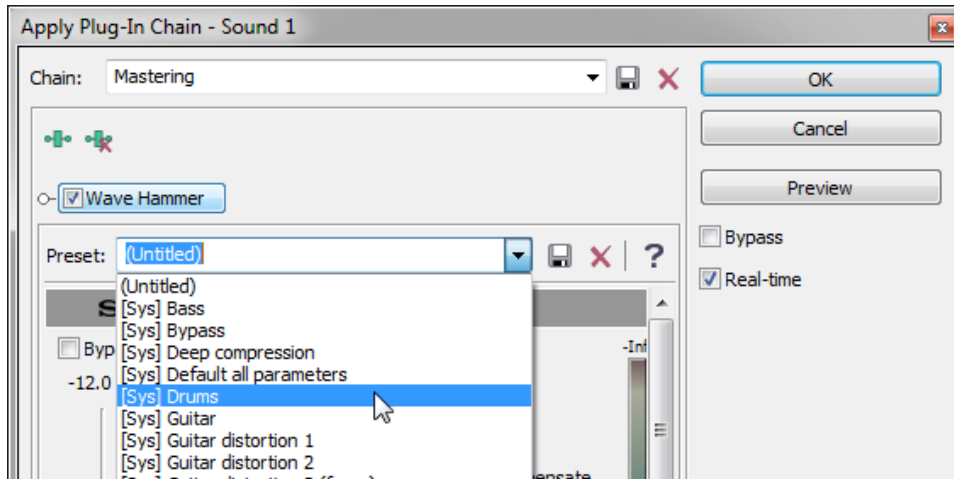 Apply Plug-In Chain - Sound 1
Chain: Mastering
OK
Cancel
Wave Hammer
Preview
Preset: (Untitled)
Bypass
Real-time
(Untitled)
[Sys] Bass
[Sys] Bypass
[Sys] Deep compression
-Inf
[Sys] Default all parameters
-12.0
[Sys] Drums
[Sys] Guitar
[Sys] Guitar distortion 1
[Sys] Guitar distortion 2